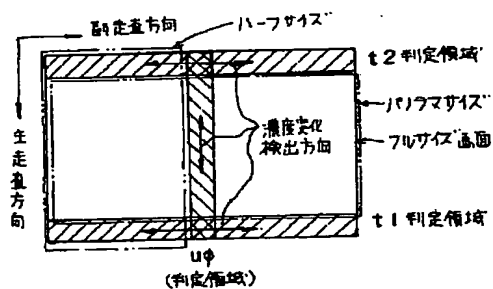 副走査方向
ハーフサイズ
主走査方向
t2判定領域
パノラマサイズ
フルサイズ画面
濃度変化
検出方向
t1判定領域
uφ
(判定領域)